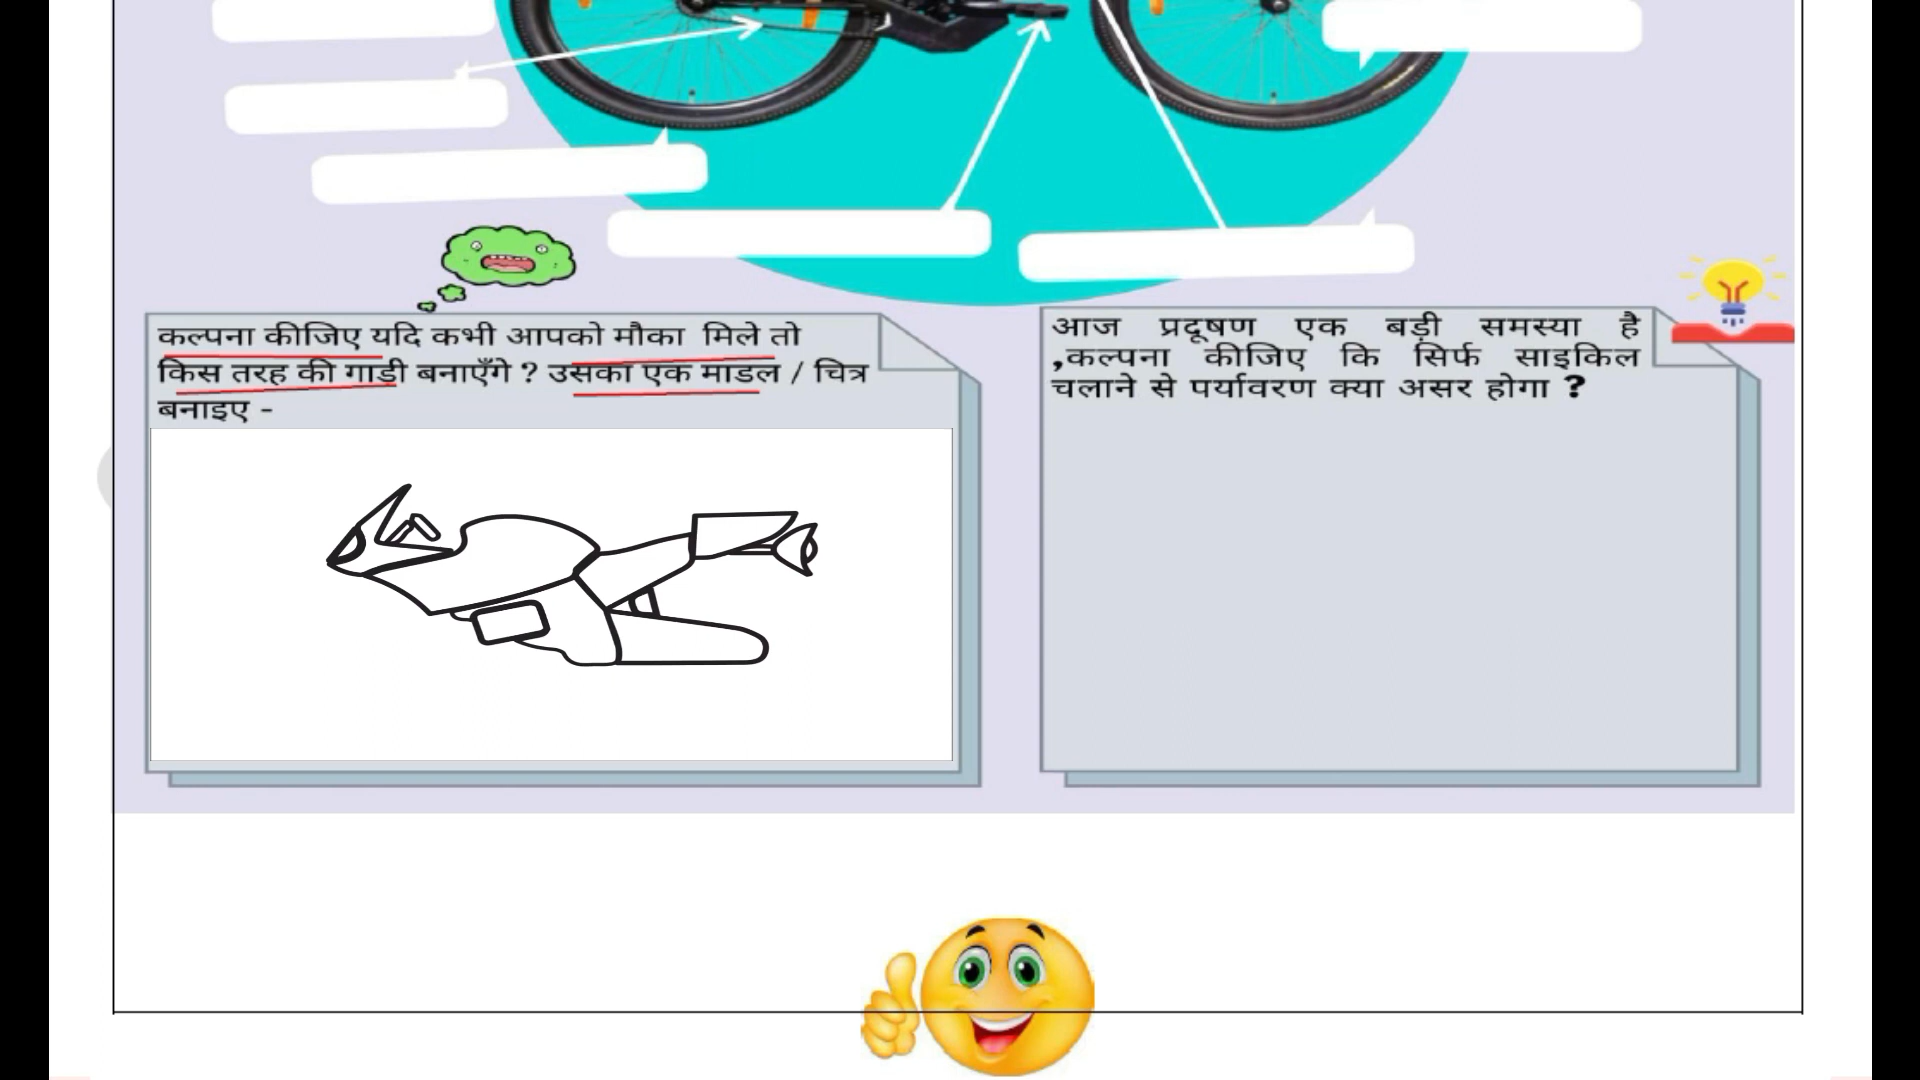 कल्पना कीजिए यदि कभी आपको मौका मिले तो
किस तरह की गाड़ी बनाएँगे ? उसका एक माडल / चित्र
बनाइए -
आज प्रदूषण एक बड़ी समस्या है
,कल्पना कीजिए कि सिर्फ साइकिल
चलाने से पर्यावरण क्या असर होगा ?